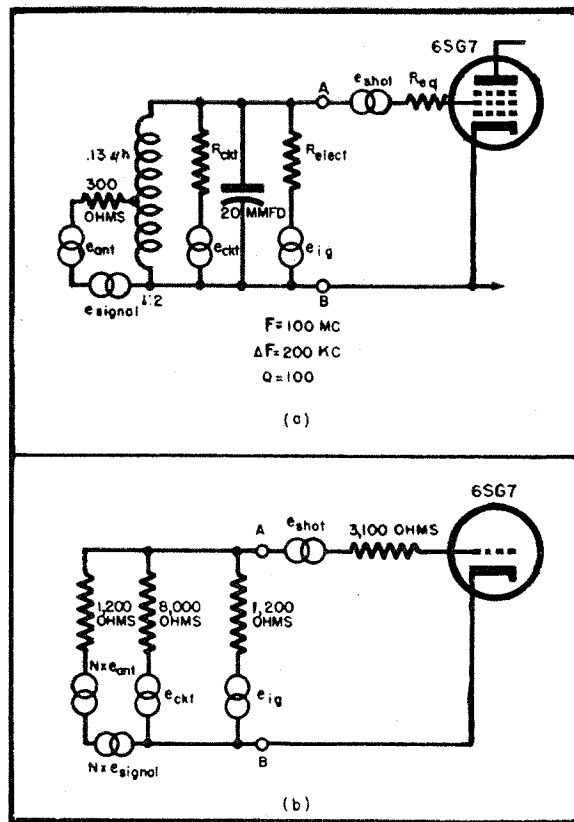 6SG7
A
e shot
R eq
.13 μh
300
OHMS
R ckt
20 MMFD
R elect
e ant
e ckt
e ig
e signal
1:2
B
F = 100 MC
ΔF = 200 KC
Q = 100
(a)
6SG7
A
e shot
3,100 OHMS
1,200
OHMS
8,000
OHMS
1,200
OHMS
N x e ant
e ckt
e ig
N x e signal
B
(b)